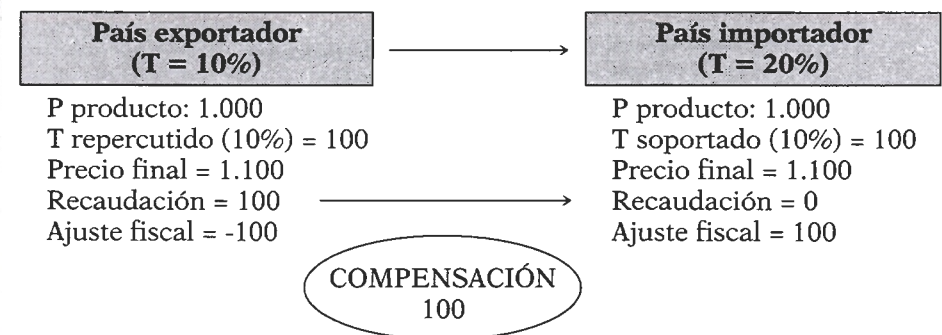 País exportador
(T = 10%)
P producto: 1.000
T repercutido (10%) = 100
Precio final = 1.100
Recaudación = 100
Ajuste fiscal = -100
País importador
(T = 20%)
P producto: 1.000
T soportado (10%) = 100
Precio final = 1.100
Recaudación = 0
Ajuste fiscal = 100
COMPENSACIÓN
100